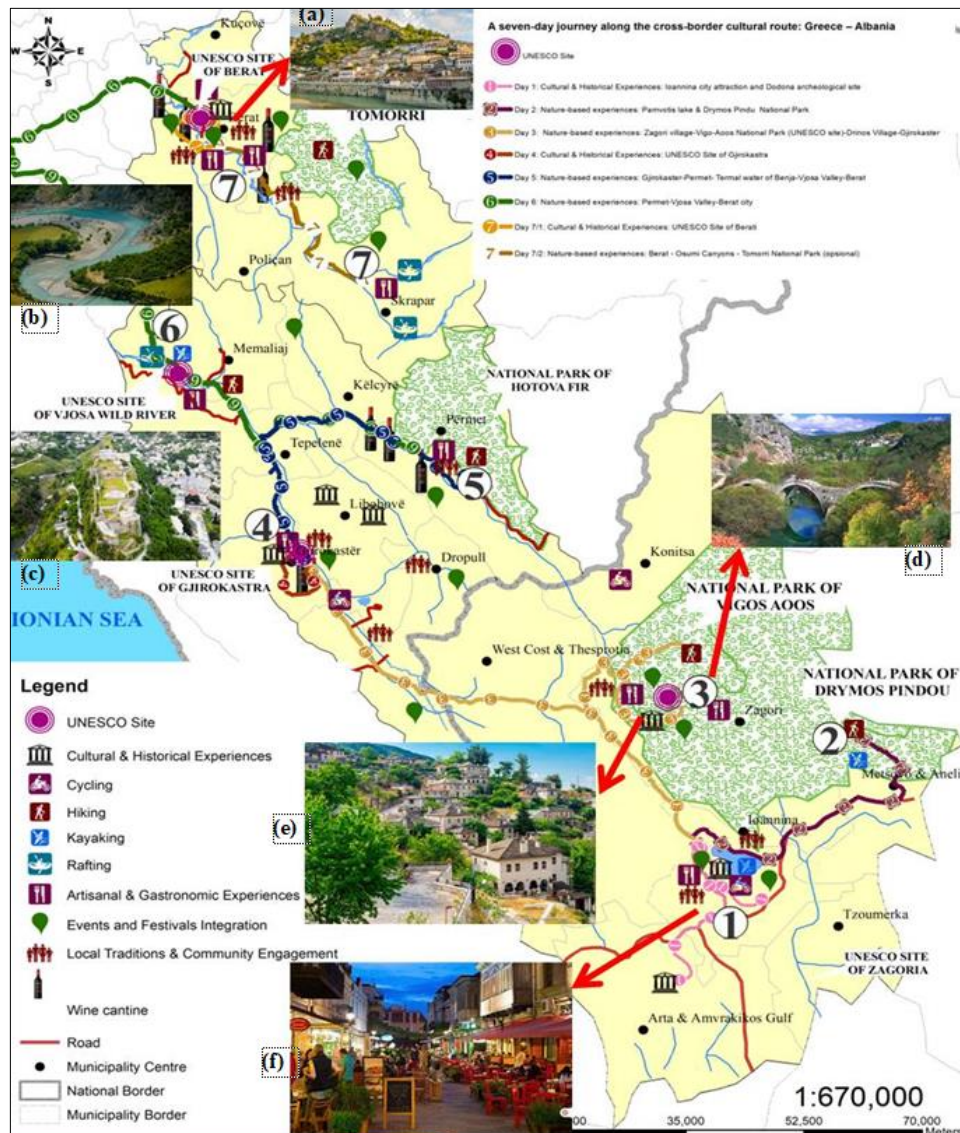 A seven-day journey along the cross-border cultural route: Greece – Albania
UNESCO Site
Day 1: Cultural & Historical Experiences: Ioannina city attraction and Dodona archeological site
Day 2: Nature-based experiences: Pamvotis lake & Drymos Pindu National Park
Day 3: Nature-based experiences: Zagori village-Vigo-Aoos National Park (UNESCO site)-Drinos Village-Gjirokaster
Day 4: Cultural & Historical Experiences: UNESCO Site of Gjirokastra
Day 5: Nature-based experiences: Gjirokaster-Permet- Termal water of Benja-Vjosa Valley-Berat
Day 6: Nature-based experiences: Permet-Vjosa Valley-Berat city
Day 7/1: Cultural & Historical Experiences: UNESCO Site of Berati
Day 7/2: Nature-based experiences: Berat - Osumi Canyons - Tomorri National Park (opsional)
N
W
E
S
Kuçovë
(a)
UNESCO SITE
OF BERAT
TOMORRI
7
Poliçan
7
Skrapar
(b)
6
Memaliaj
UNESCO SITE
OF VJOSA WILD RIVER
NATIONAL PARK OF
HOTOVA FIR
Këlcyrë
Përmet
Tepelenë
5
(c)
4
Libohovë
UNESCO SITE
OF GJIROKASTRA
Dropull
Konitsa
(d)
IONIAN SEA
NATIONAL PARK OF
VIGOS AOOS
West Cost & Thesprotia
NATIONAL PARK OF
DRYMOS PINDOU
3
Zagori
2
(e)
Ioannina
1
Tzoumerka
UNESCO SITE
OF ZAGORIA
Arta & Amvrakikos Gulf
(f)
Legend
UNESCO Site
Cultural & Historical Experiences
Cycling
Hiking
Kayaking
Rafting
Artisanal & Gastronomic Experiences
Events and Festivals Integration
Local Traditions & Community Engagement
Wine cantine
Road
Municipality Centre
National Border
Municipality Border
1:670,000
35,000
52,500
70,000